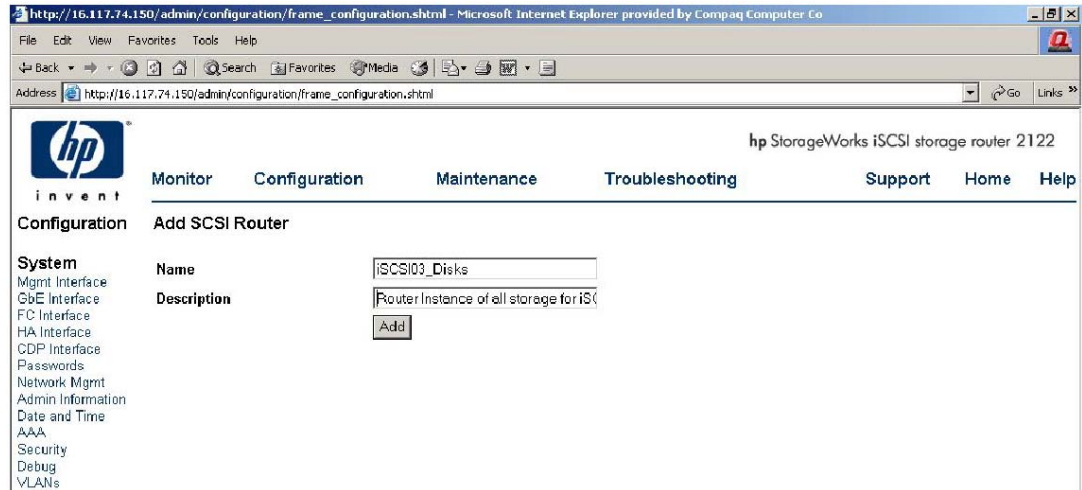 http://16.117.74.150/admin/configuration/frame_configuration.shtml - Microsoft Internet Explorer provided by Compaq Computer Co
File Edit View Favorites Tools Help
Back Search Favorites Media
Address http://16.117.74.150/admin/configuration/frame_configuration.shtml Go Links »
hp
invent
hp StorageWorks iSCSI storage router 2122
Monitor Configuration Maintenance Troubleshooting Support Home Help
Configuration
Add SCSI Router
System
Name iSCSI03_Disks
Mgmt Interface
GbE Interface
Description Router Instance of all storage for iSC
FC Interface
Add
HA Interface
CDP Interface
Passwords
Network Mgmt
Admin Information
Date and Time
AAA
Security
Debug
VLANs